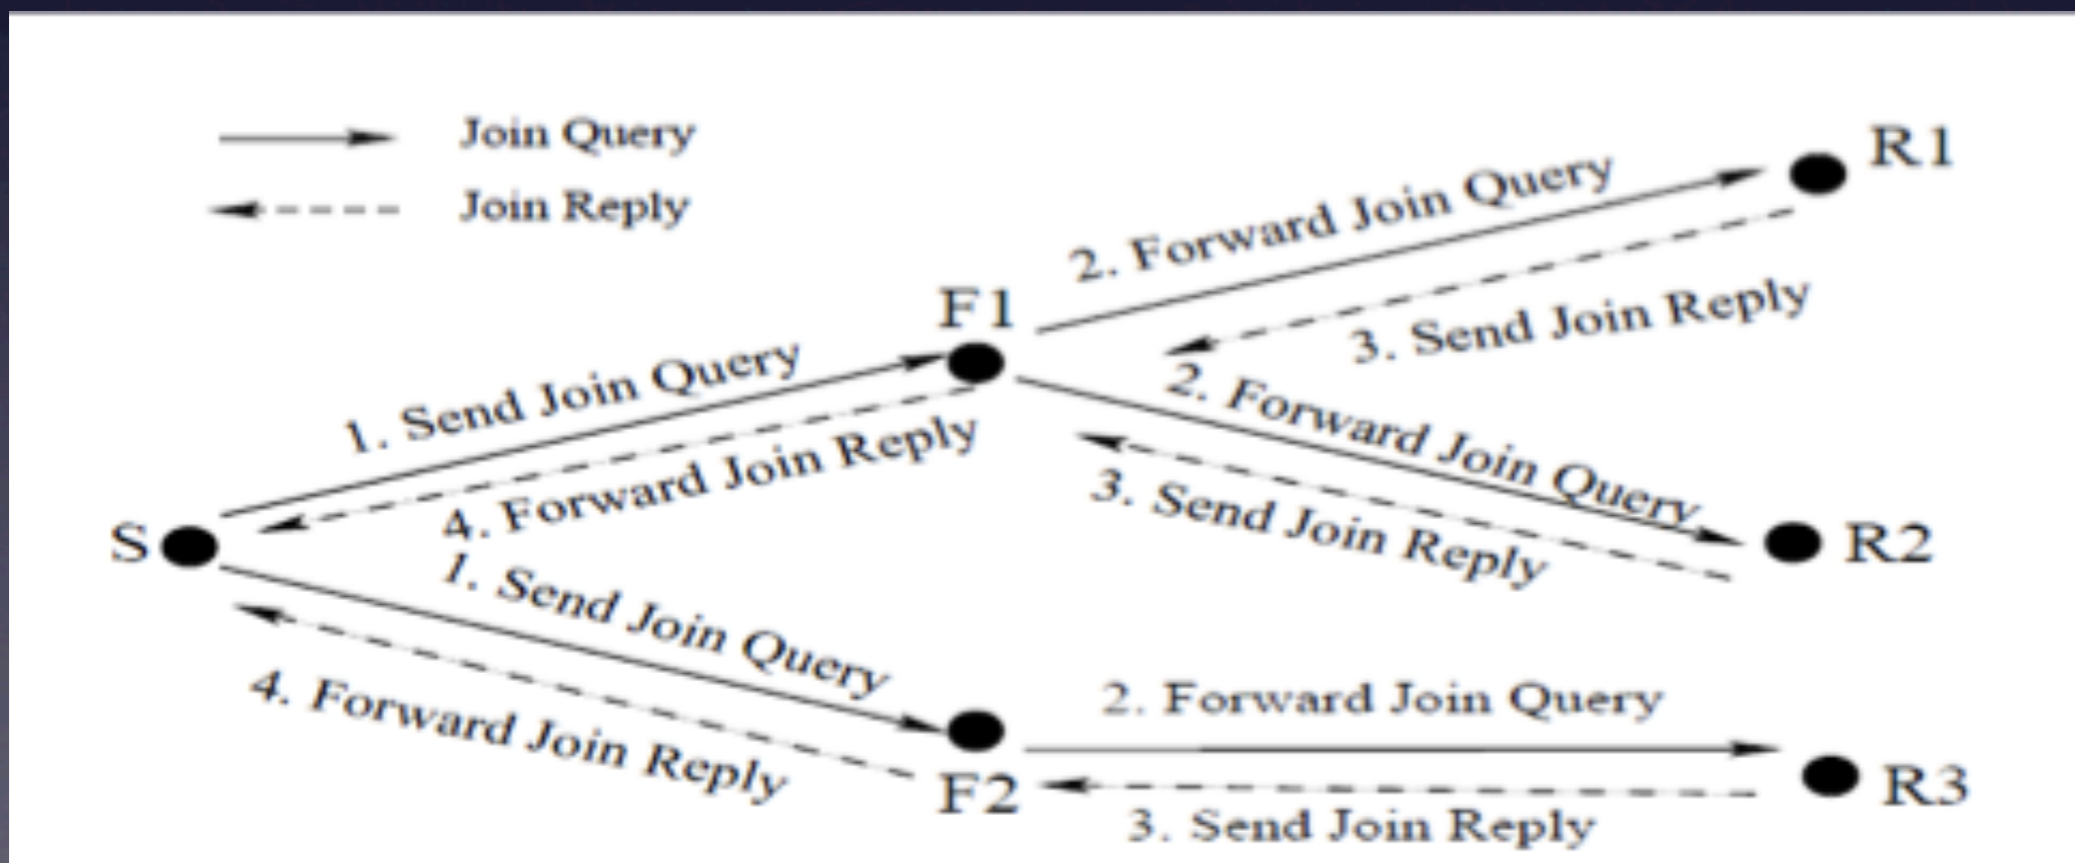 Join Query
Join Reply
R1
2. Forward Join Query
F1
3. Send Join Reply
1. Send Join Query
2. Forward Join Query
4. Forward Join Reply
3. Send Join Reply
S
R2
1. Send Join Query
4. Forward Join Reply
2. Forward Join Query
F2
R3
3. Send Join Reply